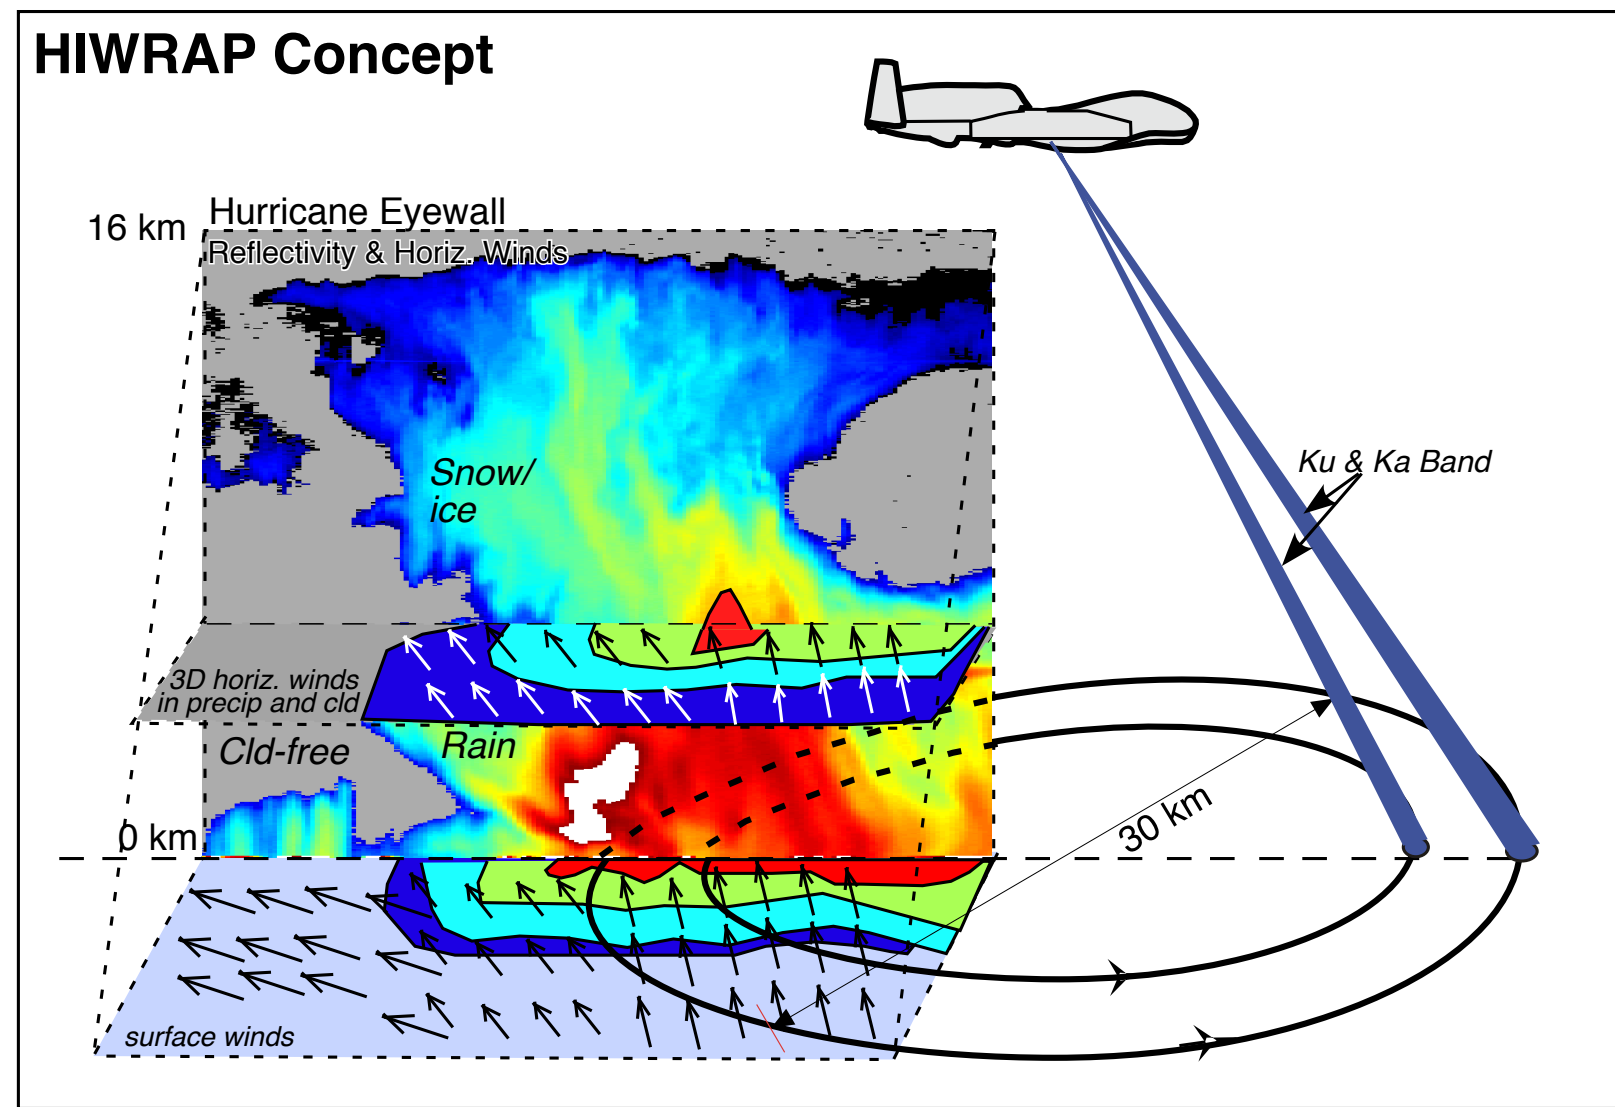 HIWRAP Concept
16 km
Hurricane Eyewall
Reflectivity & Horiz. Winds
Snow/
ice
Ku & Ka Band
3D horiz. winds
in precip and cld
Cld-free
Rain
30 km
0 km
surface winds